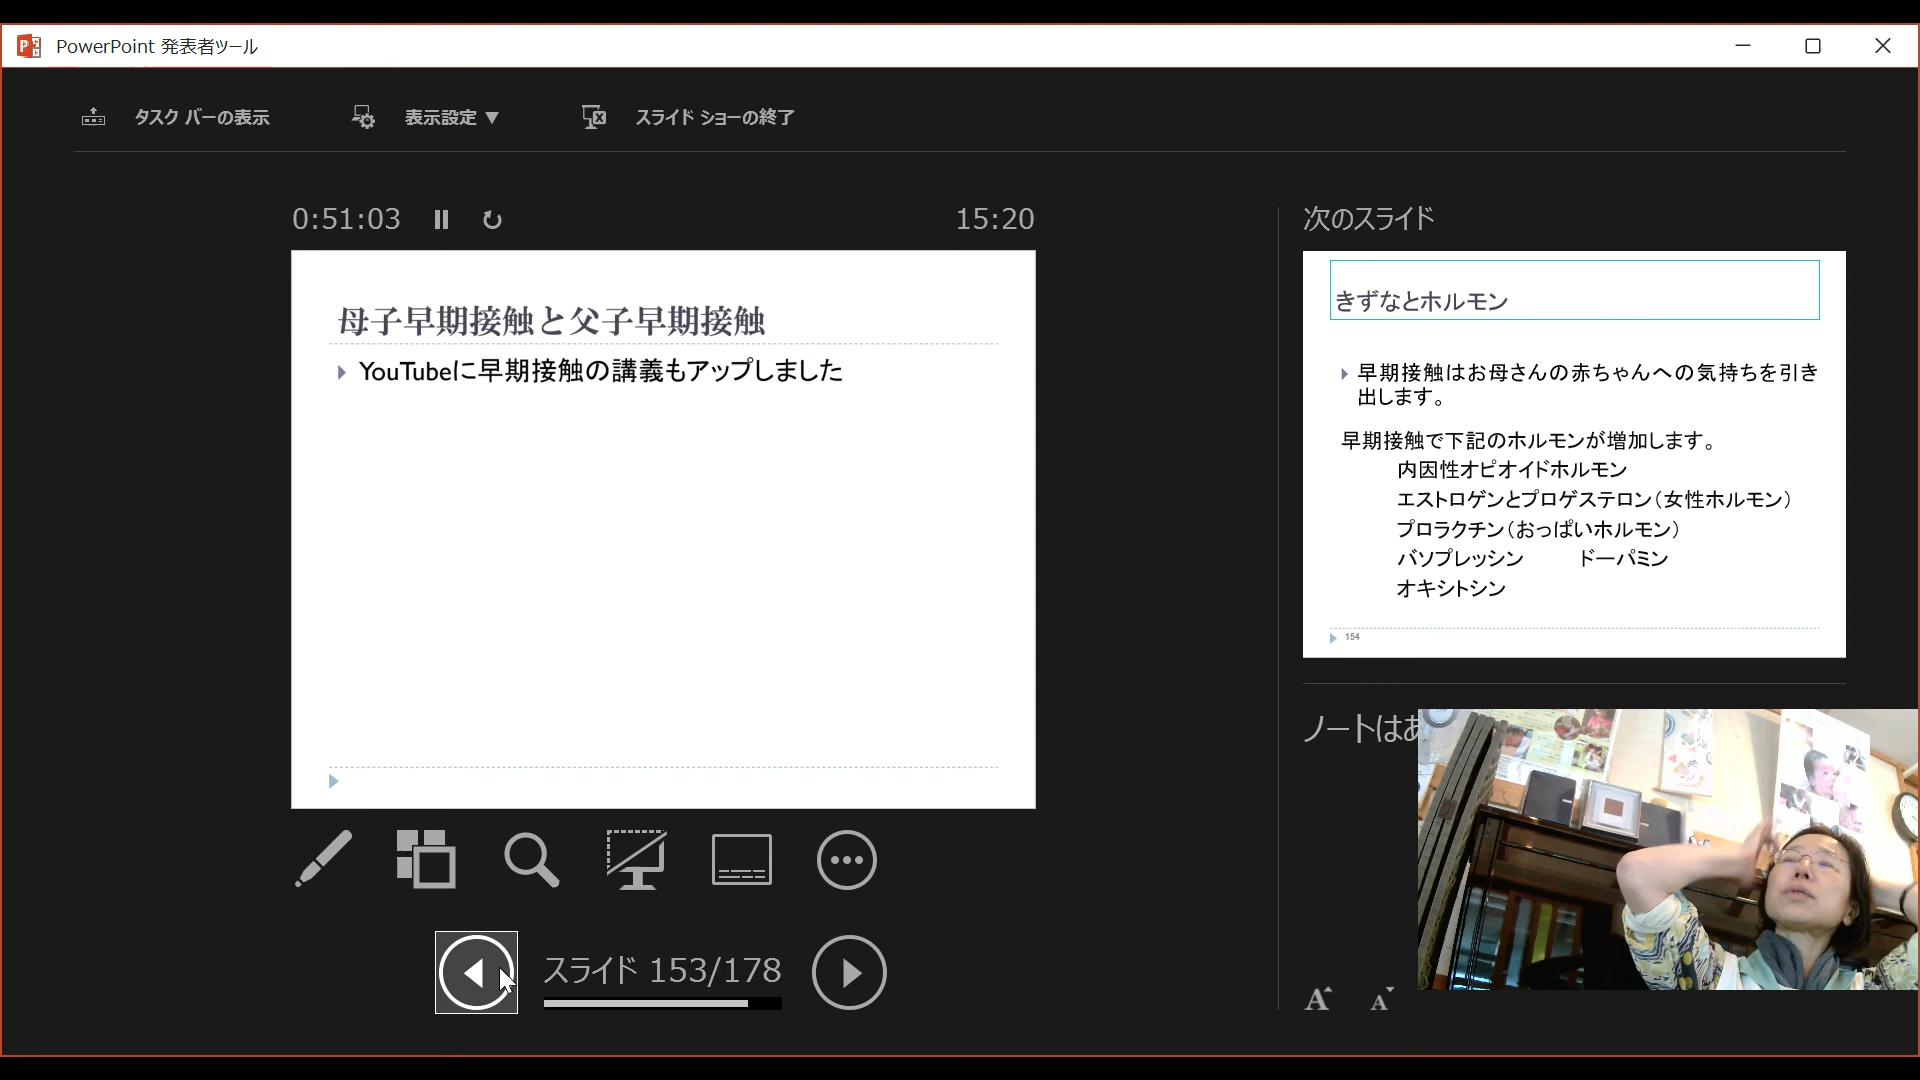 PowerPoint 発表者ツール
タスク バーの表示
表示設定 ▼
スライド ショーの終了
0:51:03
15:20
次のスライド
母子早期接触と父子早期接触
YouTubeに早期接触の講義もアップしました
きずなとホルモン
早期接触はお母さんの赤ちゃんへの気持ちを引き
出します。
早期接触で下記のホルモンが増加します。
内因性オピオイドホルモン
エストロゲンとプロゲステロン（女性ホルモン）
プロラクチン（おっぱいホルモン）
バソプレッシン ドーパミン
オキシトシン
154
ノートはあ
スライド 153/178
A A